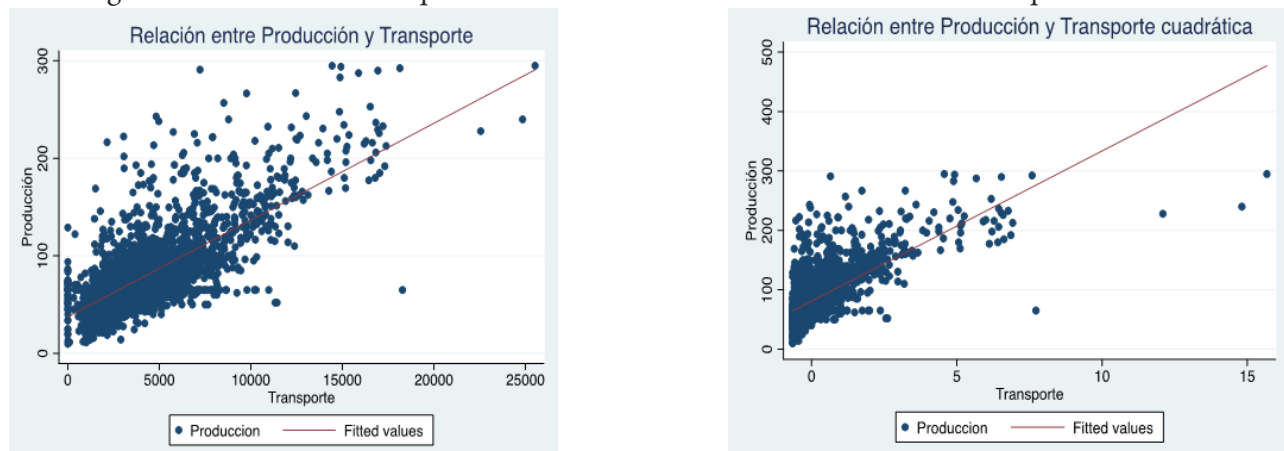 Relación entre Producción y Transporte
300
200
100
0
Producción
0 5000 10000 15000 20000 25000
Transporte
Produccion Fitted values
Relación entre Producción y Transporte cuadrática
500
400
300
200
100
0
Producción
0 5 10 15
Transporte
Produccion Fitted values